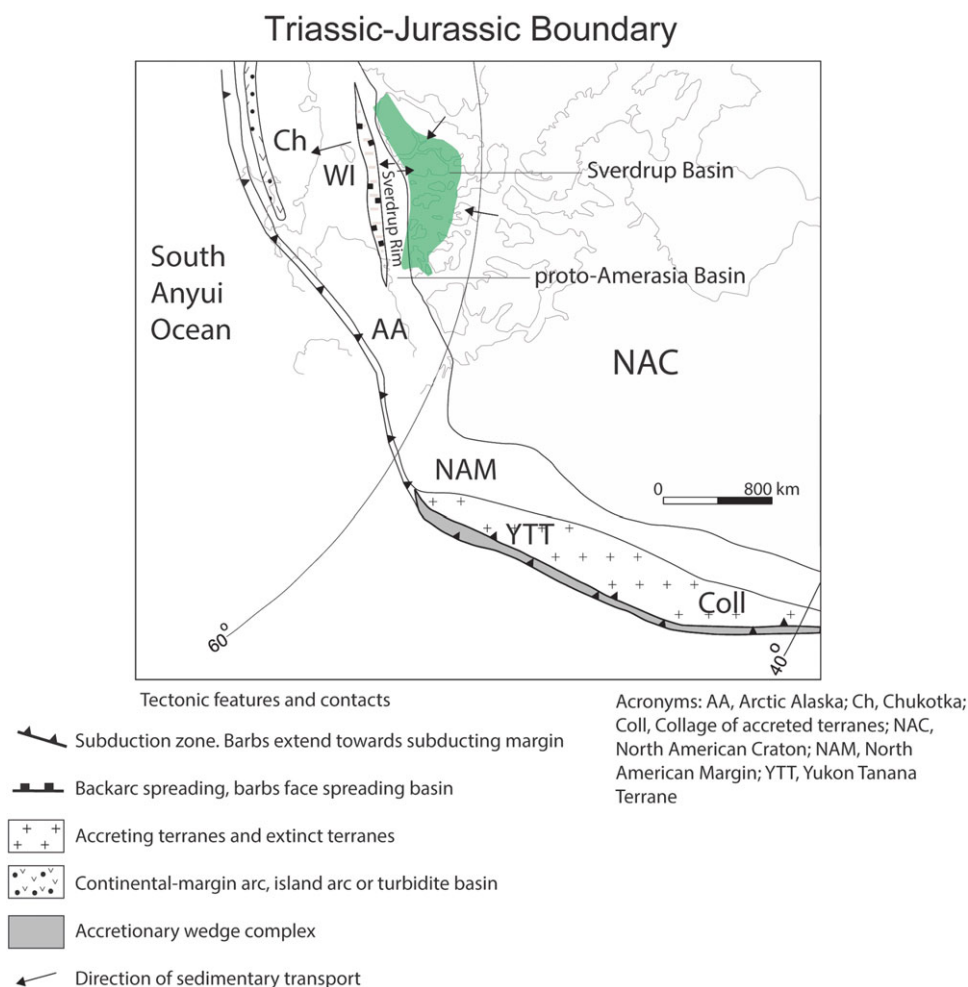 Triassic-Jurassic Boundary
Ch
WI
Sverdrup Rim
Sverdrup Basin
South
Anyui
Ocean
proto-Amerasia Basin
AA
NAC
NAM
0 800 km
YTT
Coll
60°
40°
Tectonic features and contacts
Subduction zone. Barbs extend towards subducting margin
Backarc spreading, barbs face spreading basin
Accreting terranes and extinct terranes
Continental-margin arc, island arc or turbidite basin
Accretionary wedge complex
Direction of sedimentary transport
Acronyms: AA, Arctic Alaska; Ch, Chukotka;
Coll, Collage of accreted terranes; NAC,
North American Craton; NAM, North
American Margin; YTT, Yukon Tanana
Terrane